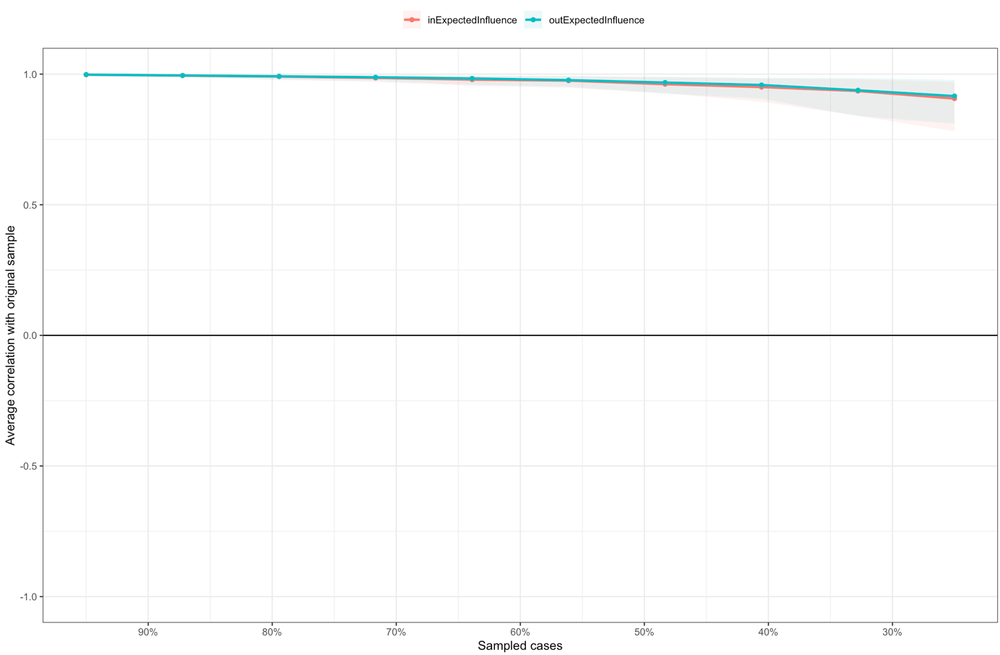 inExpectedInfluence outExpectedInfluence
Average correlation with original sample
1.0
0.5
0.0
-0.5
-1.0
90% 80% 70% 60% 50% 40% 30%
Sampled cases